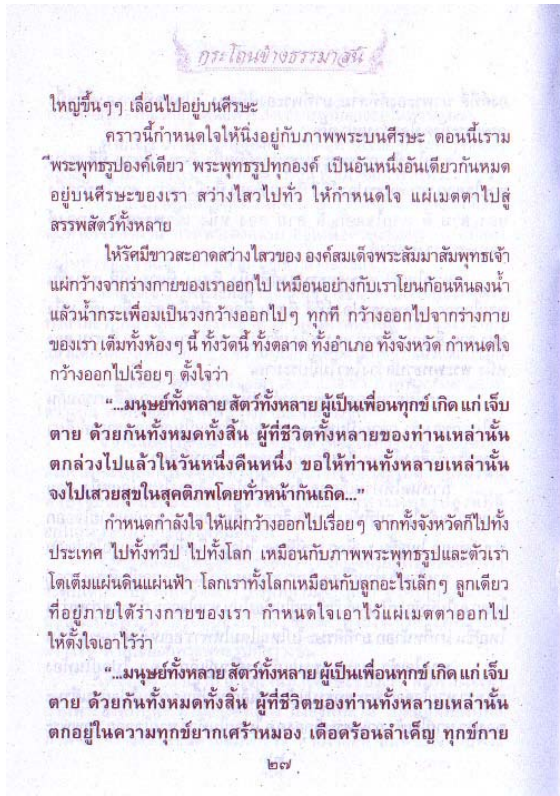 กระโถนข้างธรรมาสน์
ใหญ่ขึ้นๆๆ เลื่อนไปอยู่บนศีรษะ
คราวนี้กำหนดใจให้นิ่งอยู่กับภาพพระบนศีรษะ ตอนนี้เราม
พระพุทธรูปองค์เดียว พระพุทธรูปทุกองค์ เป็นอันหนึ่งอันเดียวกันหมด
อยู่บนศีรษะของเรา สว่างไสวไปทั่ว ให้กำหนดใจ แผ่เมตตาไปสู่
สรรพสัตว์ทั้งหลาย
ให้รัศมีขาวสะอาดสว่างไสวของ องค์สมเด็จพระสัมมาสัมพุทธเจ้า
แผ่กว้างจากร่างกายของเราออกไป เหมือนอย่างกับเราโยนก้อนหินลงน้ำ
แล้วน้ำกระเพื่อมเป็นวงกว้างออกไปๆ ทุกที กว้างออกไปจากร่างกาย
ของเรา เต็มทั้งห้องๆ นี้ ทั้งวัดนี้ ทั้งตลาด ทั้งอำเภอ ทั้งจังหวัด กำหนดใจ
กว้างออกไปเรื่อยๆ ตั้งใจว่า
“...มนุษย์ทั้งหลาย สัตว์ทั้งหลาย ผู้เป็นเพื่อนทุกข์ เกิด แก่ เจ็บ
ตาย ด้วยกันทั้งหมดทั้งสิ้น ผู้ที่ชีวิตทั้งหลายของท่านเหล่านั้น
ตกล่วงไปแล้วในวันหนึ่งคืนหนึ่ง ขอให้ท่านทั้งหลายเหล่านั้น
จงไปเสวยสุขในสุคติภพโดยทั่วหน้ากันเถิด...”
กำหนดกำลังใจ ให้แผ่กว้างออกไปเรื่อยๆ จากทั้งจังหวัดก็ไปทั้ง
ประเทศ ไปทั้งทวีป ไปทั้งโลก เหมือนกับภาพพระพุทธรูปและตัวเรา
โตเต็มแผ่นดินแผ่นฟ้า โลกเราทั้งโลกเหมือนกับลูกอะไรเล็กๆ ลูกเดียว
ที่อยู่ภายใต้ร่างกายของเรา กำหนดใจเอาไว้แผ่เมตตาออกไป
ให้ตั้งใจเอาไว้ว่า
“...มนุษย์ทั้งหลาย สัตว์ทั้งหลาย ผู้เป็นเพื่อนทุกข์ เกิด แก่ เจ็บ
ตาย ด้วยกันทั้งหมดทั้งสิ้น ผู้ที่ชีวิตของท่านทั้งหลายเหล่านั้น
ตกอยู่ในความทุกข์ยากเศร้าหมอง เดือดร้อนลำเค็ญ ทุกข์กาย
๒๗